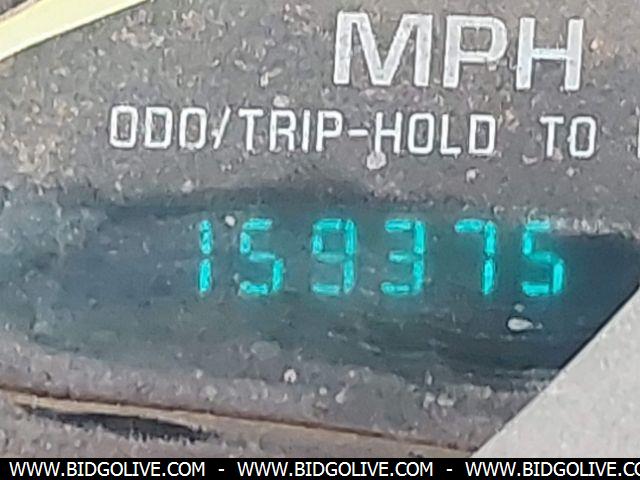 MPH
ODO/TRIP-HOLD TO
159375
WWW.BIDGOLIVE.COM - WWW.BIDGOLIVE.COM - WWW.BIDGOLIVE.CO